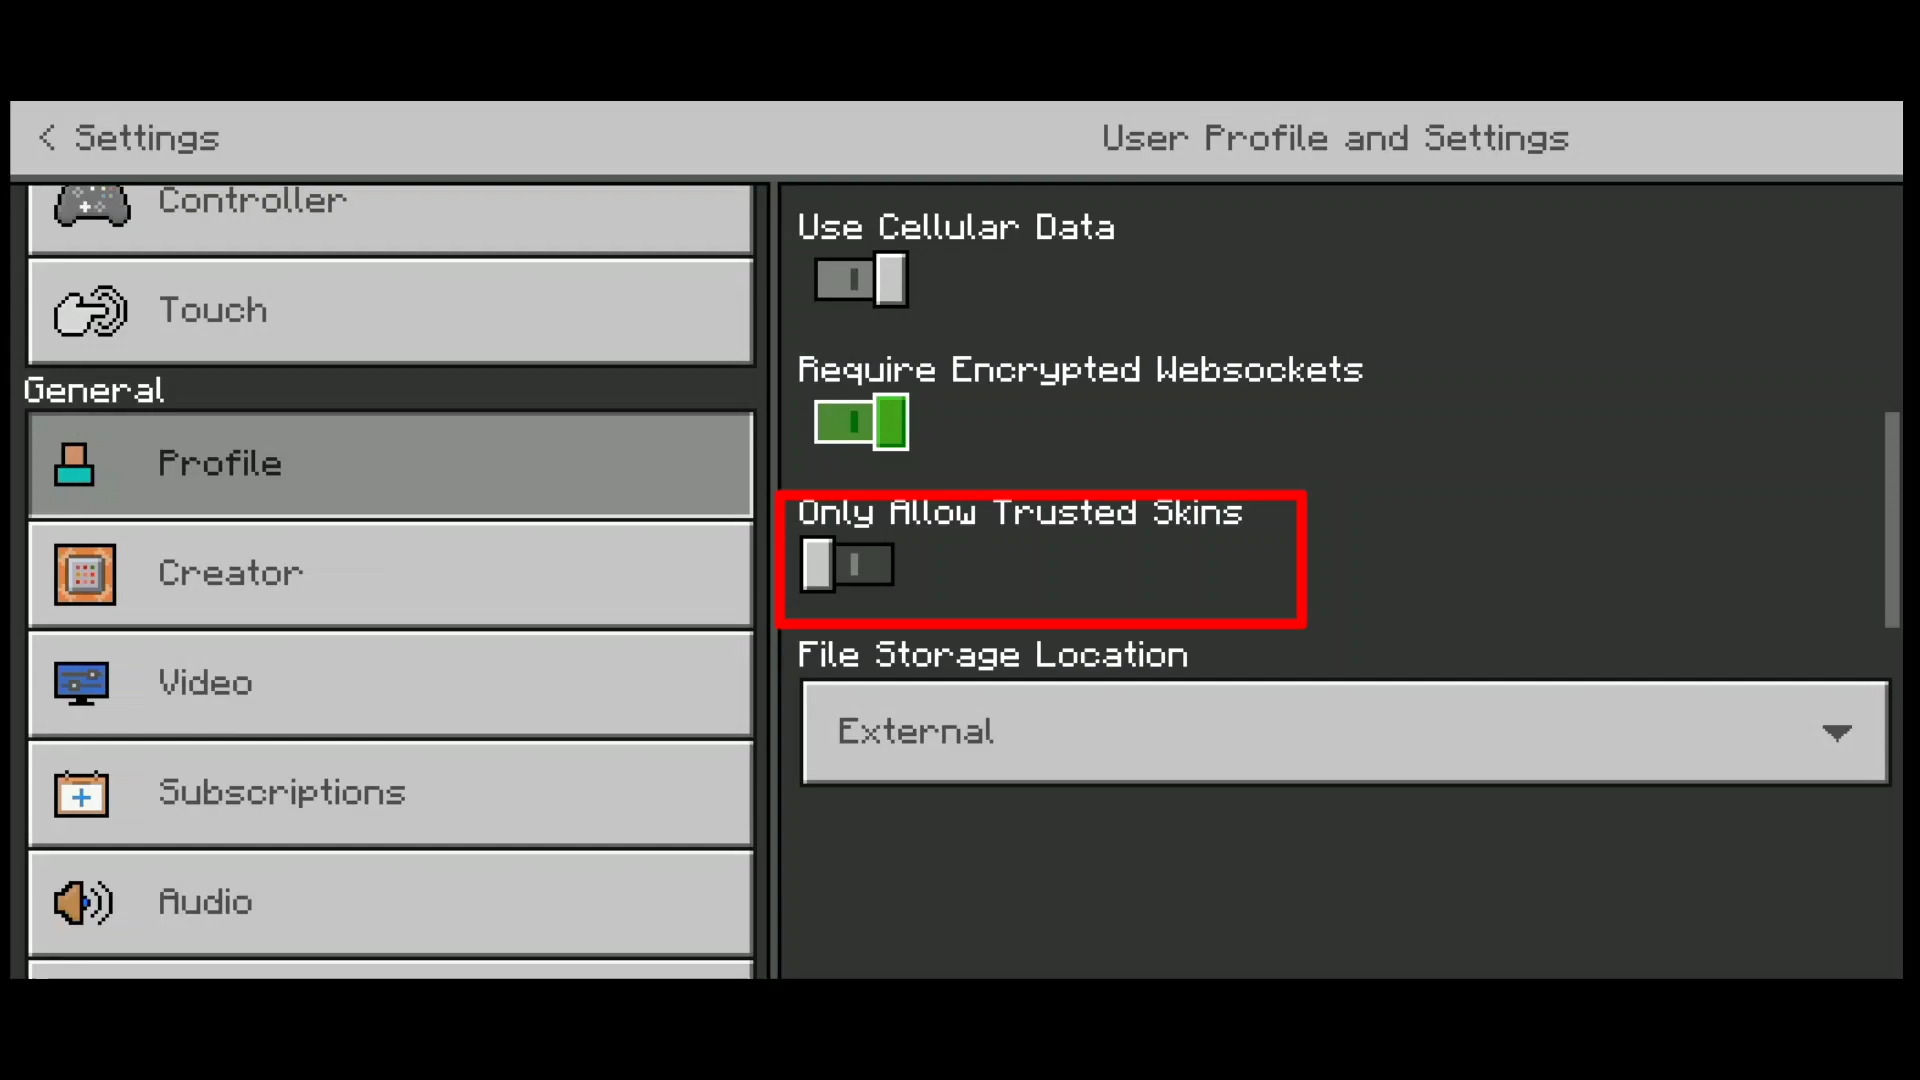 < Settings
User Profile and Settings
Controller
Touch
General
Profile
Creator
Video
Subscriptions
Audio
Use Cellular Data
Require Encrypted Websockets
Only Allow Trusted Skins
File Storage Location
External